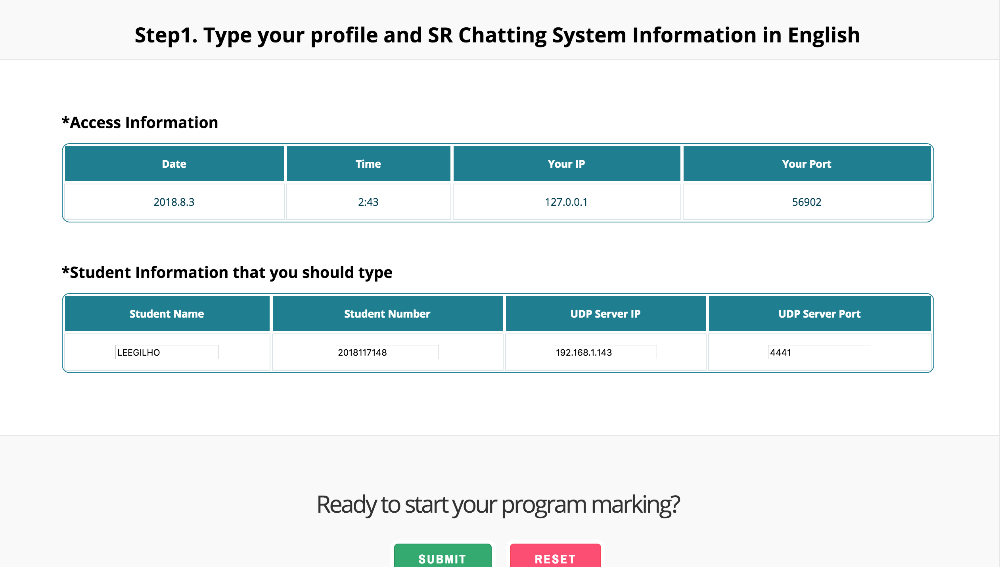 Step1. Type your profile and SR Chatting System Information in English
*Access Information
Date Time Your IP Your Port
2018.8.3 2:43 127.0.0.1 56902
*Student Information that you should type
Student Name Student Number UDP Server IP UDP Server Port
LEEGILHO 2018117148 192.168.1.143 4441
Ready to start your program marking?
SUBMIT RESET